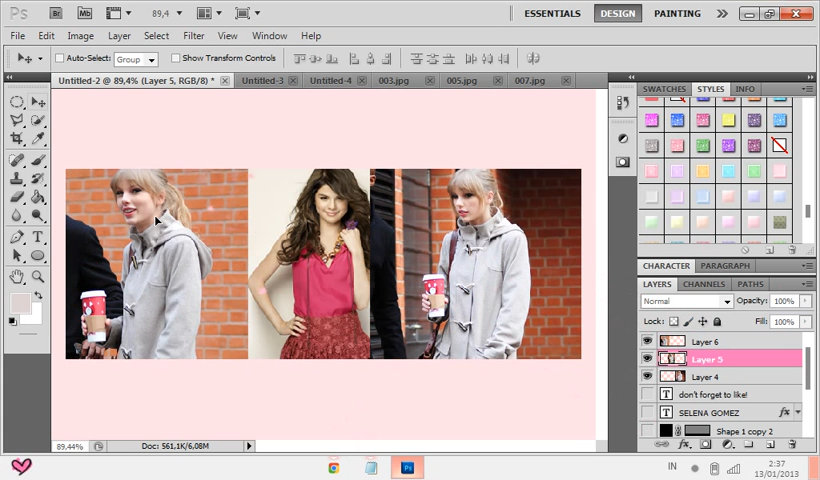 Ps Br Mb 89,4 ESSENTIALS DESIGN PAINTING
File Edit Image Layer Select Filter View Window Help
Auto-Select: Group Show Transform Controls
Untitled-2 @ 89,4% (Layer 5, RGB/8) * Untitled-3 Untitled-4 003.jpg 005.jpg 007.jpg
SWATCHES STYLES INFO
T
CHARACTER PARAGRAPH
LAYERS CHANNELS PATHS
Normal Opacity: 100%
Lock: Fill: 100%
Layer 6
Layer 5
Layer 4
T don't forget to like!
T SELENA GOMEZ fx
Shape 1 copy 2
89,44% Doc: 561,1K/6,08M fx.
IN Ps 2:37
13/01/2013